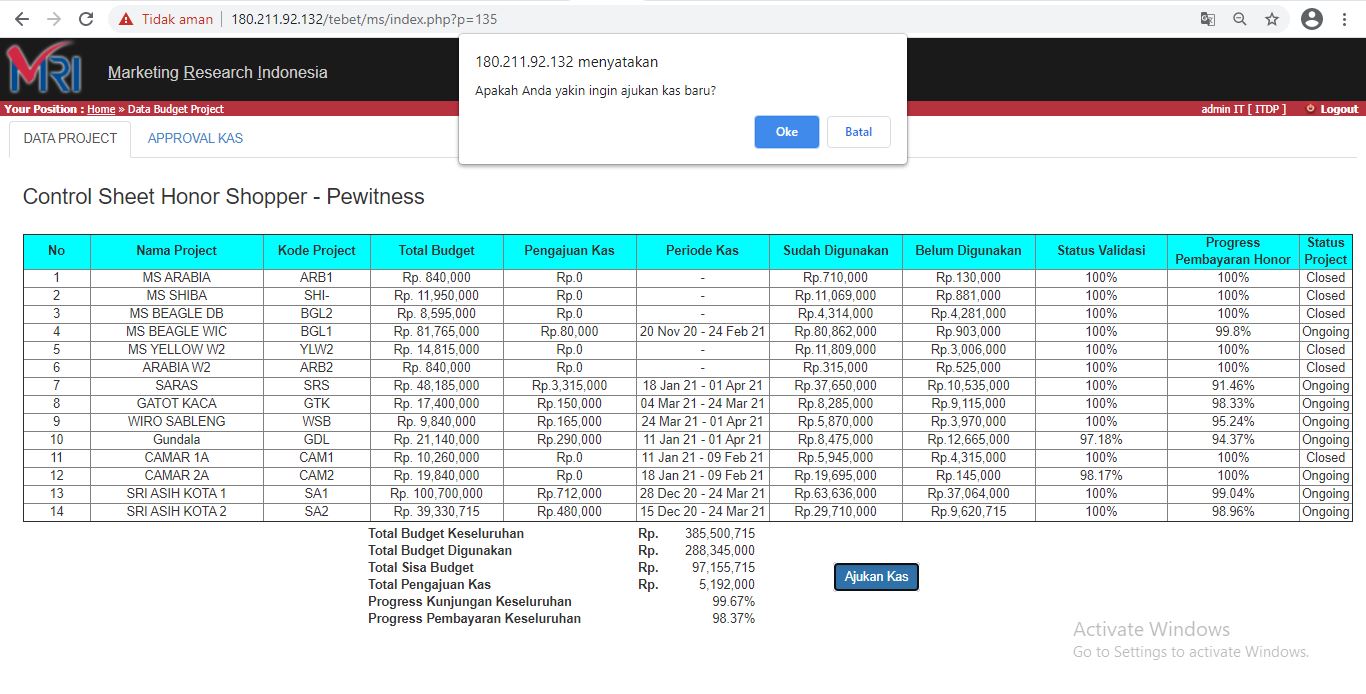 Tidak aman 180.211.92.132/tebet/ms/index.php?p=135
180.211.92.132 menyatakan
Apakah Anda yakin ingin ajukan kas baru?
Oke Batal
MRI Marketing Research Indonesia
Your Position : Home » Data Budget Project admin IT [ ITDP ] Logout
DATA PROJECT APPROVAL KAS
Control Sheet Honor Shopper - Pewitness
No Nama Project Kode Project Total Budget Pengajuan Kas Periode Kas Sudah Digunakan Belum Digunakan Status Validasi Progress Pembayaran Honor Status Project
1 MS ARABIA ARB1 Rp. 840,000 Rp.0 - Rp.710,000 Rp.130,000 100% 100% Closed
2 MS SHIBA SHI- Rp. 11,950,000 Rp.0 - Rp.11,069,000 Rp.881,000 100% 100% Closed
3 MS BEAGLE DB BGL2 Rp. 8,595,000 Rp.0 - Rp.4,314,000 Rp.4,281,000 100% 100% Closed
4 MS BEAGLE WIC BGL1 Rp. 81,765,000 Rp.80,000 20 Nov 20 - 24 Feb 21 Rp.80,862,000 Rp.903,000 100% 99.8% Ongoing
5 MS YELLOW W2 YLW2 Rp. 14,815,000 Rp.0 - Rp.11,809,000 Rp.3,006,000 100% 100% Closed
6 ARABIA W2 ARB2 Rp. 840,000 Rp.0 - Rp.315,000 Rp.525,000 100% 100% Closed
7 SARAS SRS Rp. 48,185,000 Rp.3,315,000 18 Jan 21 - 01 Apr 21 Rp.37,650,000 Rp.10,535,000 100% 91.46% Ongoing
8 GATOT KACA GTK Rp. 17,400,000 Rp.150,000 04 Mar 21 - 24 Mar 21 Rp.8,285,000 Rp.9,115,000 100% 98.33% Ongoing
9 WIRO SABLENG WSB Rp. 9,840,000 Rp.165,000 24 Mar 21 - 01 Apr 21 Rp.5,870,000 Rp.3,970,000 100% 95.24% Ongoing
10 Gundala GDL Rp. 21,140,000 Rp.290,000 11 Jan 21 - 01 Apr 21 Rp.8,475,000 Rp.12,665,000 97.18% 94.37% Ongoing
11 CAMAR 1A CAM1 Rp. 10,260,000 Rp.0 11 Jan 21 - 09 Feb 21 Rp.5,945,000 Rp.4,315,000 100% 100% Closed
12 CAMAR 2A CAM2 Rp. 19,840,000 Rp.0 18 Jan 21 - 09 Feb 21 Rp.19,695,000 Rp.145,000 98.17% 100% Ongoing
13 SRI ASIH KOTA 1 SA1 Rp. 100,700,000 Rp.712,000 28 Dec 20 - 24 Mar 21 Rp.63,636,000 Rp.37,064,000 100% 99.04% Ongoing
14 SRI ASIH KOTA 2 SA2 Rp. 39,330,715 Rp.480,000 15 Dec 20 - 24 Mar 21 Rp.29,710,000 Rp.9,620,715 100% 98.96% Ongoing
Total Budget Keseluruhan Rp. 385,500,715
Total Budget Digunakan Rp. 288,345,000
Total Sisa Budget Rp. 97,155,715
Total Pengajuan Kas Rp. 5,192,000
Progress Kunjungan Keseluruhan 99.67%
Progress Pembayaran Keseluruhan 98.37%
Ajukan Kas
Activate Windows
Go to Settings to activate Windows.